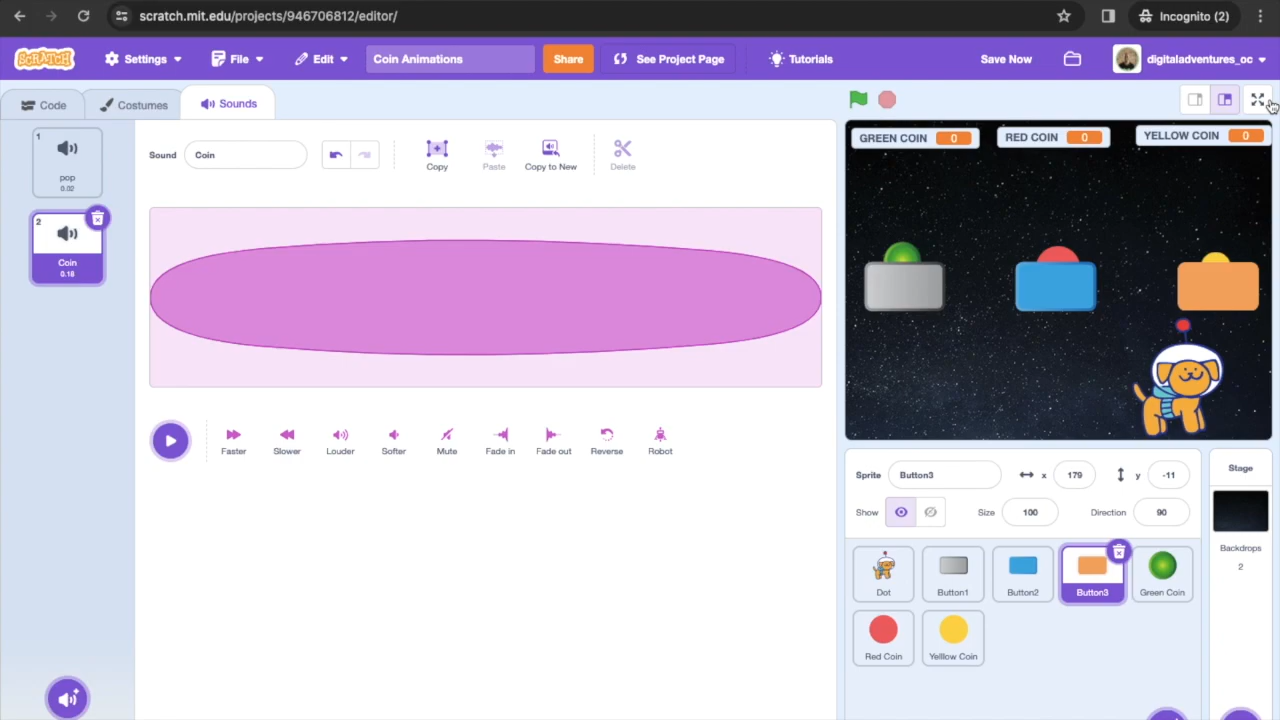 scratch.mit.edu/projects/946706812/editor/
Incognito (2)
SCRATCH
Settings
File
Edit
Coin Animations
Share
See Project Page
Tutorials
Save Now
digitaladventures_oc
Code
Costumes
Sounds
1
pop
0.02
2
Coin
0.18
Sound
Coin
Copy
Paste
Copy to New
Delete
Faster
Slower
Louder
Softer
Mute
Fade in
Fade out
Reverse
Robot
GREEN COIN 0
RED COIN 0
YELLOW COIN 0
Sprite
Button3
x 179
y -11
Show
Size 100
Direction 90
Stage
Backdrops
2
Dot
Button1
Button2
Button3
Green Coin
Red Coin
Yelllow Coin